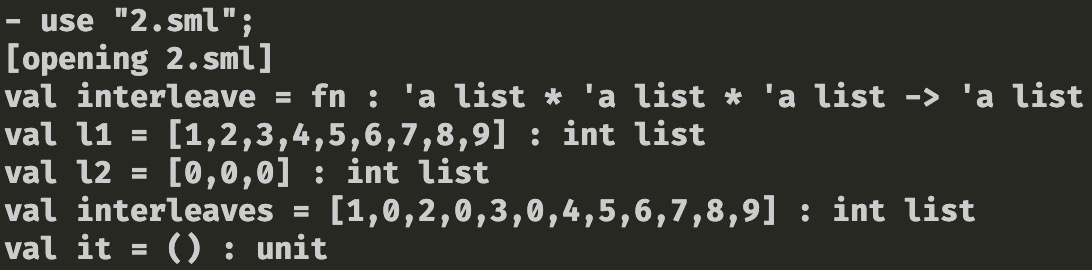 - use "2.sml";
[opening 2.sml]
val interleave = fn : 'a list * 'a list * 'a list -> 'a list
val l1 = [1,2,3,4,5,6,7,8,9] : int list
val l2 = [0,0,0] : int list
val interleaves = [1,0,2,0,3,0,4,5,6,7,8,9] : int list
val it = () : unit